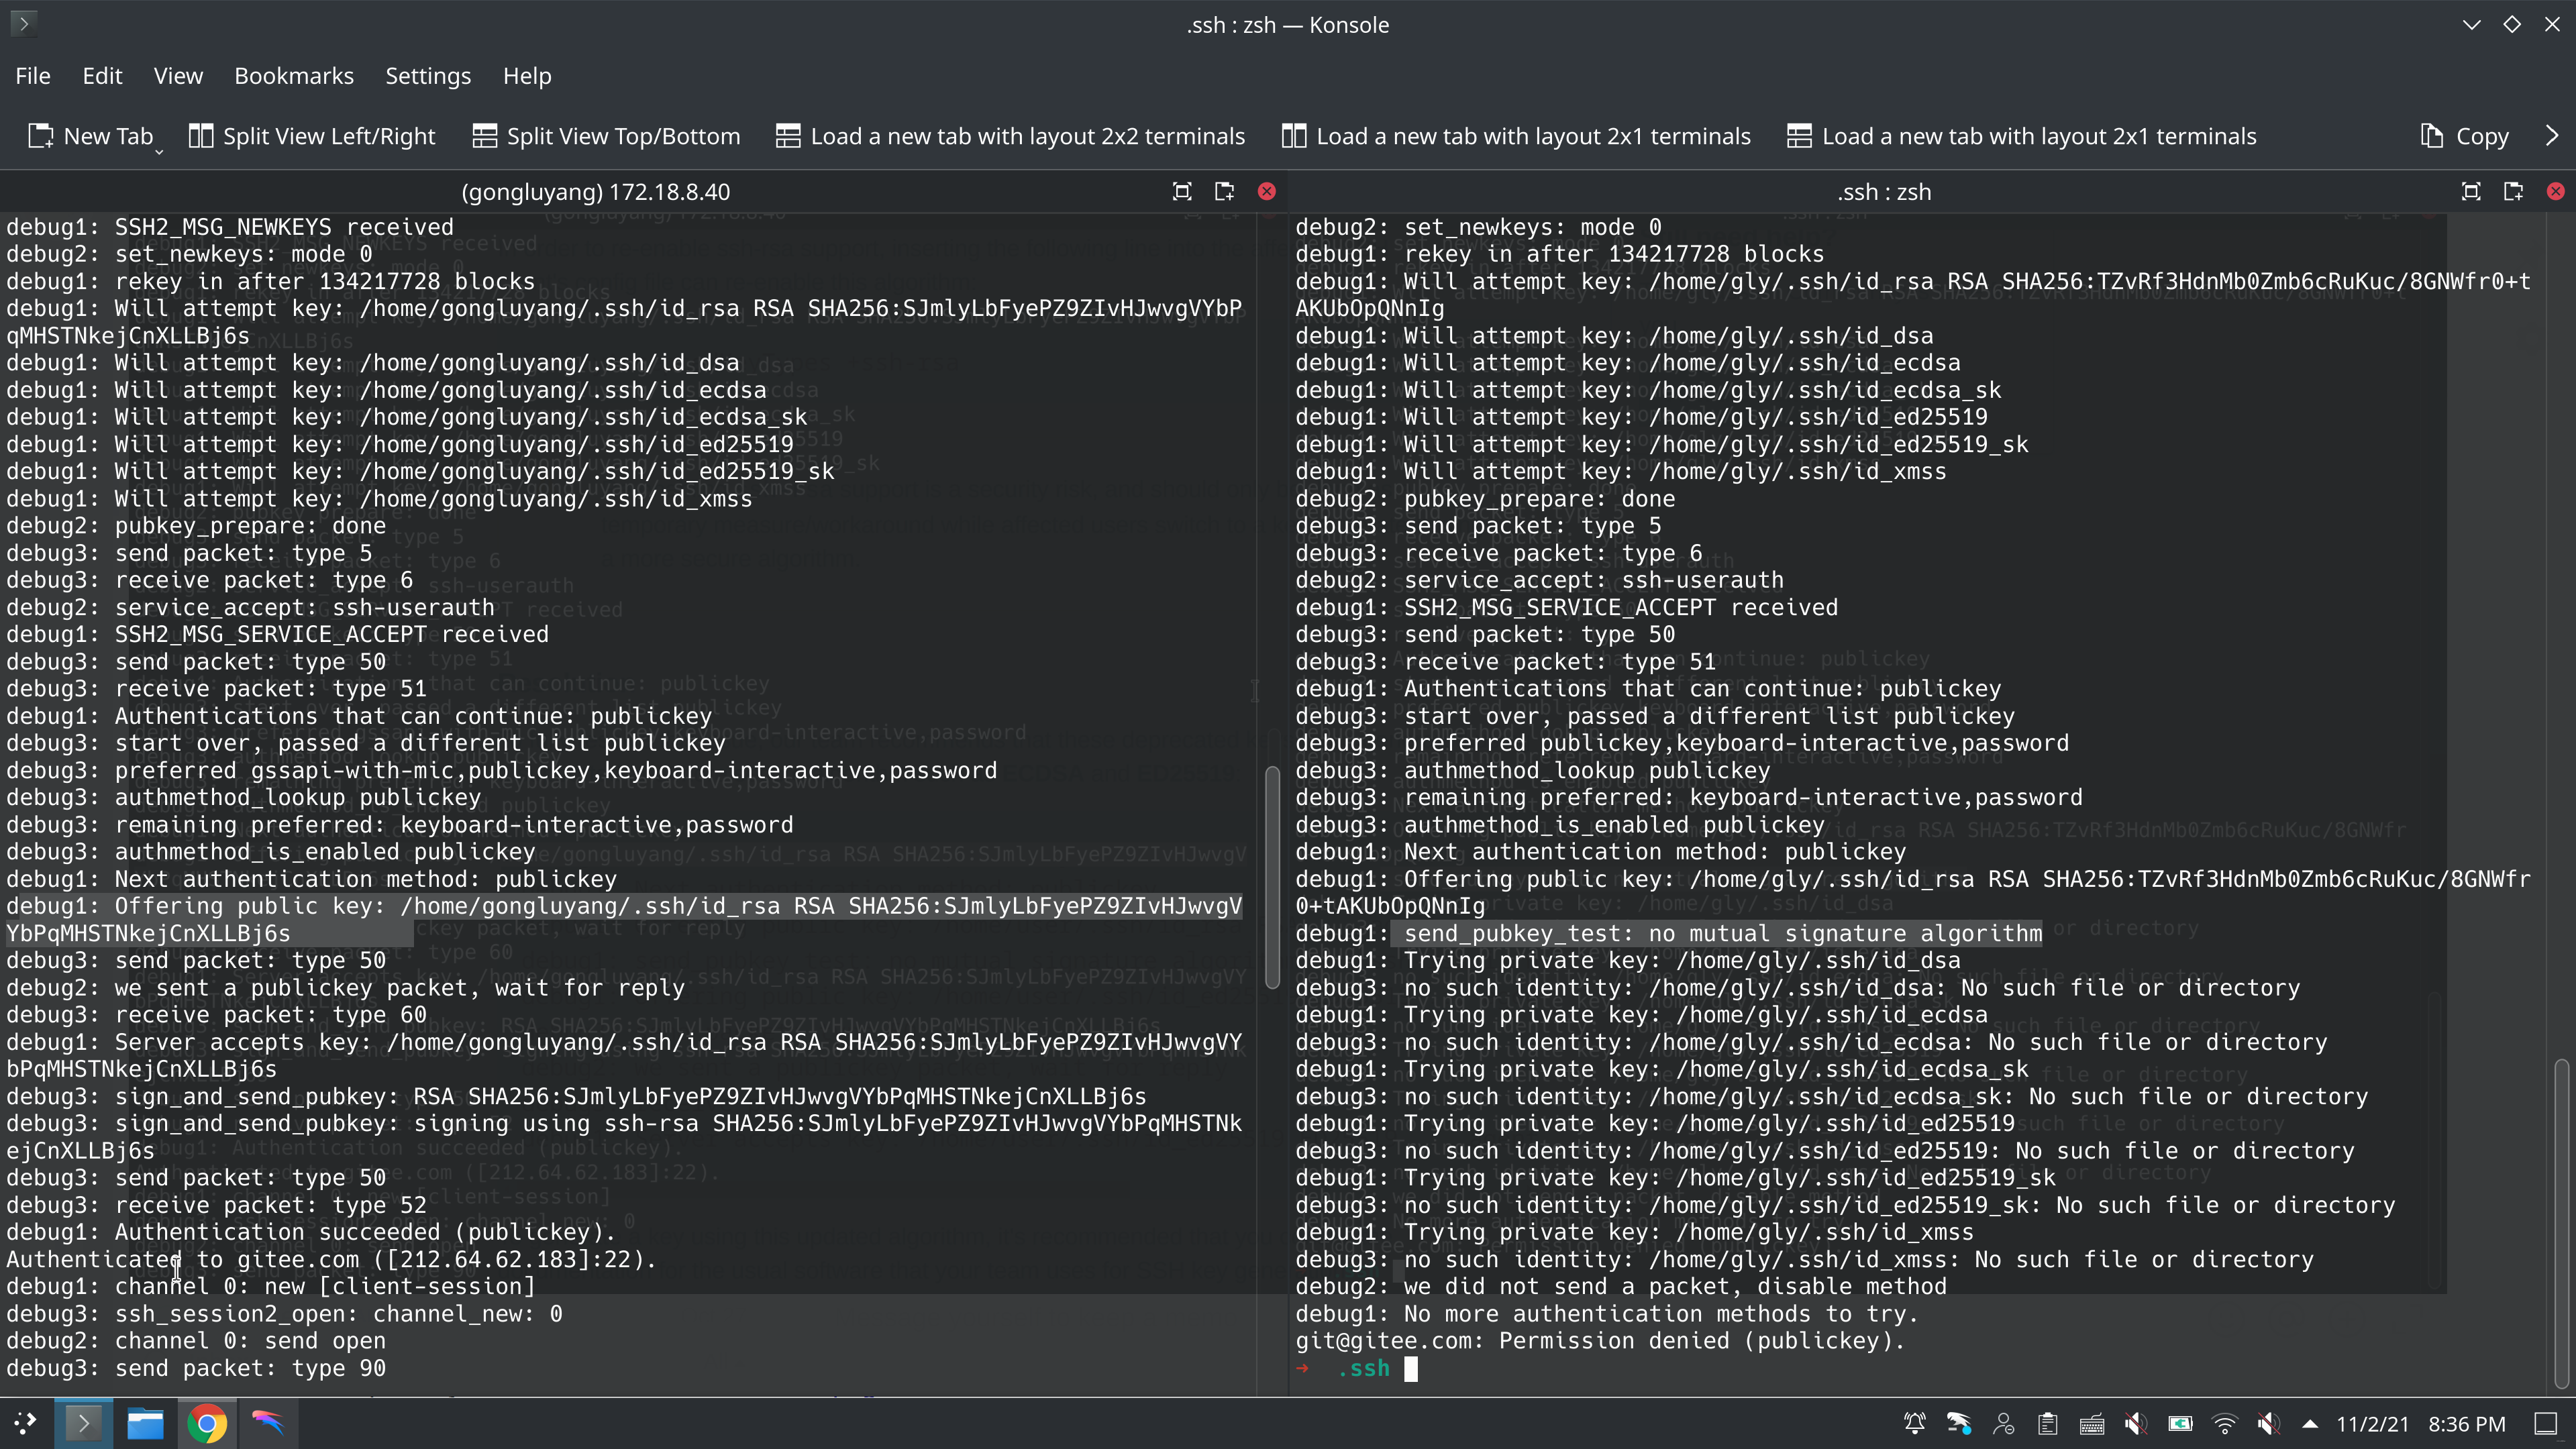 .ssh : zsh — Konsole
File Edit View Bookmarks Settings Help
New Tab Split View Left/Right Split View Top/Bottom Load a new tab with layout 2x2 terminals Load a new tab with layout 2x1 terminals Load a new tab with layout 2x1 terminals Copy
(gongluyang) 172.18.8.40
debug1: SSH2_MSG_NEWKEYS received
debug2: set_newkeys: mode 0
debug1: rekey in after 134217728 blocks
debug1: Will attempt key: /home/gongluyang/.ssh/id_rsa RSA SHA256:SJmlyLbFyePZ9ZIvHJwvgVYbP
qMHSTNkejCnXLLBj6s
debug1: Will attempt key: /home/gongluyang/.ssh/id_dsa
debug1: Will attempt key: /home/gongluyang/.ssh/id_ecdsa
debug1: Will attempt key: /home/gongluyang/.ssh/id_ecdsa_sk
debug1: Will attempt key: /home/gongluyang/.ssh/id_ed25519
debug1: Will attempt key: /home/gongluyang/.ssh/id_ed25519_sk
debug1: Will attempt key: /home/gongluyang/.ssh/id_xmss
debug2: pubkey_prepare: done
debug3: send packet: type 5
debug3: receive packet: type 6
debug2: service_accept: ssh-userauth
debug1: SSH2_MSG_SERVICE_ACCEPT received
debug3: send packet: type 50
debug3: receive packet: type 51
debug1: Authentications that can continue: publickey
debug3: start over, passed a different list publickey
debug3: preferred gssapi-with-mic,publickey,keyboard-interactive,password
debug3: authmethod_lookup publickey
debug3: remaining preferred: keyboard-interactive,password
debug3: authmethod_is_enabled publickey
debug1: Next authentication method: publickey
debug1: Offering public key: /home/gongluyang/.ssh/id_rsa RSA SHA256:SJmlyLbFyePZ9ZIvHJwvgV
YbPqMHSTNkejCnXLLBj6s
debug3: send packet: type 50
debug2: we sent a publickey packet, wait for reply
debug3: receive packet: type 60
debug1: Server accepts key: /home/gongluyang/.ssh/id_rsa RSA SHA256:SJmlyLbFyePZ9ZIvHJwvgVY
bPqMHSTNkejCnXLLBj6s
debug3: sign_and_send_pubkey: RSA SHA256:SJmlyLbFyePZ9ZIvHJwvgVYbPqMHSTNkejCnXLLBj6s
debug3: sign_and_send_pubkey: signing using ssh-rsa SHA256:SJmlyLbFyePZ9ZIvHJwvgVYbPqMHSTNk
ejCnXLLBj6s
debug3: send packet: type 50
debug3: receive packet: type 52
debug1: Authentication succeeded (publickey).
Authenticated to gitee.com ([212.64.62.183]:22).
debug1: channel 0: new [client-session]
debug3: ssh_session2_open: channel_new: 0
debug2: channel 0: send open
debug3: send packet: type 90
.ssh : zsh
debug2: set_newkeys: mode 0
debug1: rekey in after 134217728 blocks
debug1: Will attempt key: /home/gly/.ssh/id_rsa RSA SHA256:TZvRf3HdnMb0Zmb6cRuKuc/8GNWfr0+t
AKUbOpQNnIg
debug1: Will attempt key: /home/gly/.ssh/id_dsa
debug1: Will attempt key: /home/gly/.ssh/id_ecdsa
debug1: Will attempt key: /home/gly/.ssh/id_ecdsa_sk
debug1: Will attempt key: /home/gly/.ssh/id_ed25519
debug1: Will attempt key: /home/gly/.ssh/id_ed25519_sk
debug1: Will attempt key: /home/gly/.ssh/id_xmss
debug2: pubkey_prepare: done
debug3: send packet: type 5
debug3: receive packet: type 6
debug2: service_accept: ssh-userauth
debug1: SSH2_MSG_SERVICE_ACCEPT received
debug3: send packet: type 50
debug3: receive packet: type 51
debug1: Authentications that can continue: publickey
debug3: start over, passed a different list publickey
debug3: preferred publickey,keyboard-interactive,password
debug3: authmethod_lookup publickey
debug3: remaining preferred: keyboard-interactive,password
debug3: authmethod_is_enabled publickey
debug1: Next authentication method: publickey
debug1: Offering public key: /home/gly/.ssh/id_rsa RSA SHA256:TZvRf3HdnMb0Zmb6cRuKuc/8GNWfr
0+tAKUbOpQNnIg
debug1: send_pubkey_test: no mutual signature algorithm
debug1: Trying private key: /home/gly/.ssh/id_dsa
debug3: no such identity: /home/gly/.ssh/id_dsa: No such file or directory
debug1: Trying private key: /home/gly/.ssh/id_ecdsa
debug3: no such identity: /home/gly/.ssh/id_ecdsa: No such file or directory
debug1: Trying private key: /home/gly/.ssh/id_ecdsa_sk
debug3: no such identity: /home/gly/.ssh/id_ecdsa_sk: No such file or directory
debug1: Trying private key: /home/gly/.ssh/id_ed25519
debug3: no such identity: /home/gly/.ssh/id_ed25519: No such file or directory
debug1: Trying private key: /home/gly/.ssh/id_ed25519_sk
debug3: no such identity: /home/gly/.ssh/id_ed25519_sk: No such file or directory
debug1: Trying private key: /home/gly/.ssh/id_xmss
debug3: no such identity: /home/gly/.ssh/id_xmss: No such file or directory
debug2: we did not send a packet, disable method
debug1: No more authentication methods to try.
git@gitee.com: Permission denied (publickey).
➜ .ssh
11/2/21 8:36 PM